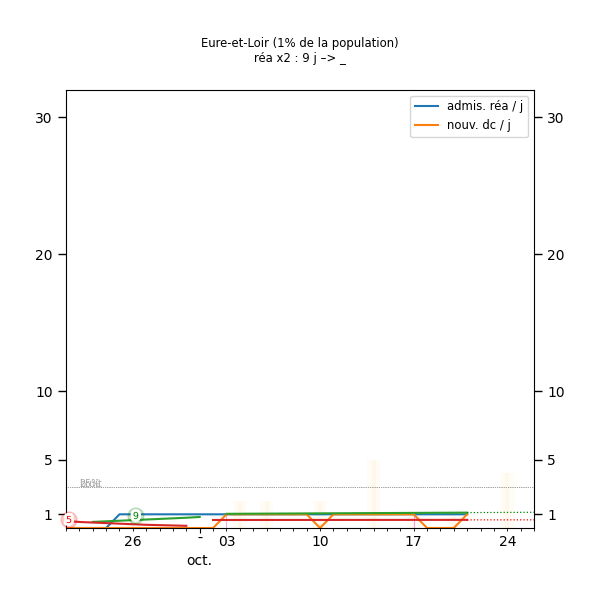 Eure-et-Loir (1% de la population)
réa x2 : 9 j –> _
admis. réa / j
nouv. dc / j
30 30
20 20
10 10
5 5
9
5
1 1
26 - 03 10 17 24
oct.